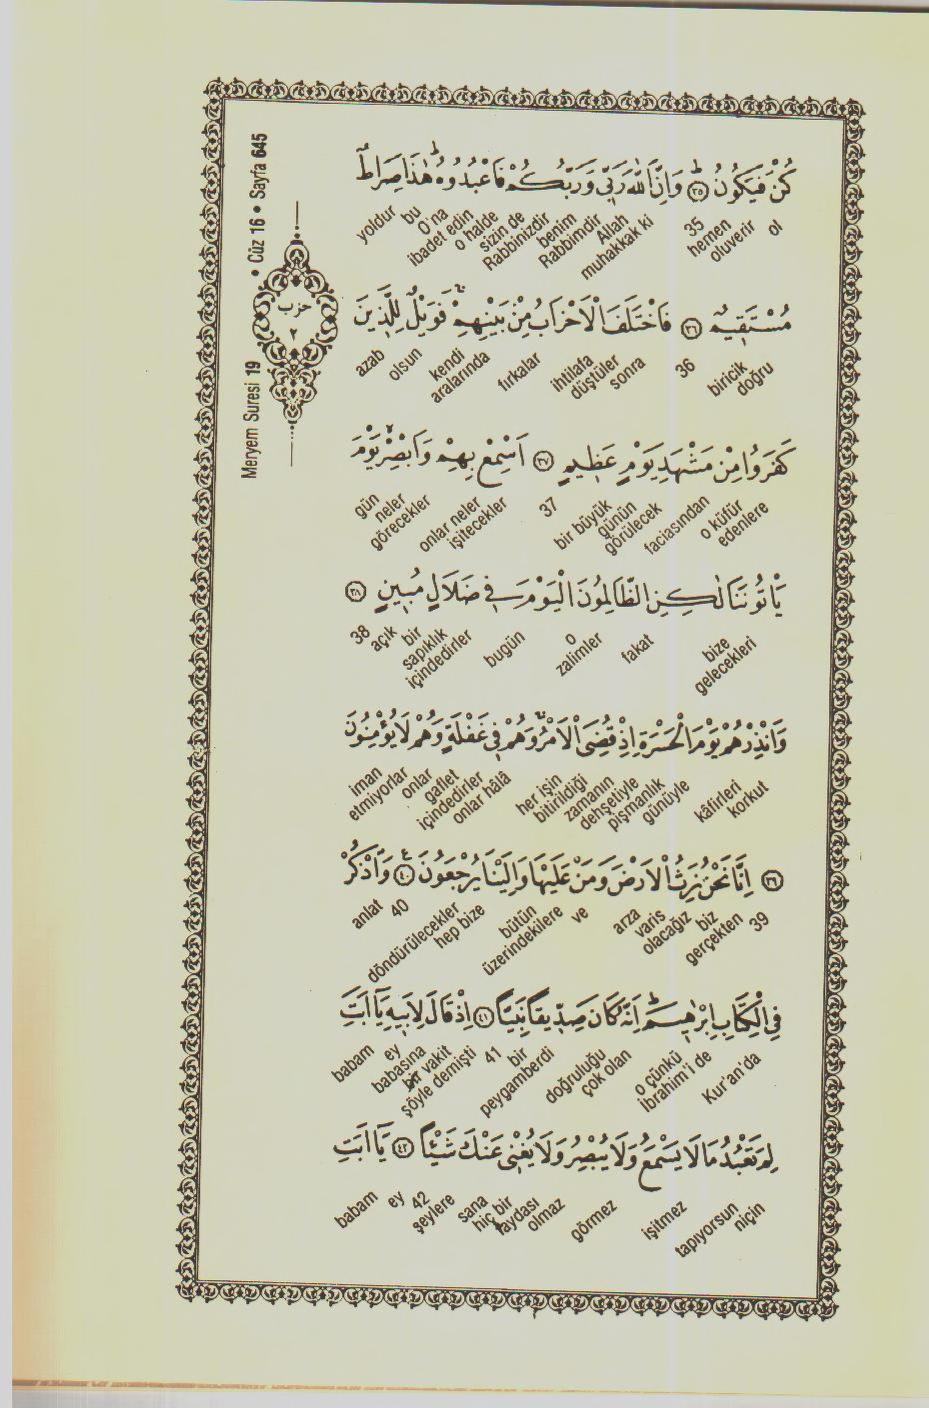 Meryem Suresi 19 • Cüz 16 • Sayfa 645
حزب
٢
كُنْ فَيَكُونُ ﴿٣٥﴾ وَاِنَّ اللّٰهَ رَبّ۪ي وَرَبُّكُمْ فَاعْبُدُوهُۜ هٰذَا صِرَاطٌ
ol hemen oluverir 35 muhakkak ki Allah benim Rabbimdir sizin de Rabbinizdir o halde ibadet edin O'na bu yoldur
مُسْتَق۪يمٌ ﴿٣٦﴾ فَاخْتَلَفَ الْاَحْزَابُ مِنْ بَيْنِهِمْۚ فَوَيْلٌ لِلَّذ۪ينَ
biricik doğru 36 sonra ihtilafa düştüler fırkalar kendi aralarında olsun azab
كَفَرُوا مِنْ مَشْهَدِ يَوْمٍ عَظ۪يمٍ ﴿٣٧﴾ اَسْمِعْ بِهِمْ وَاَبْصِرْۙ يَوْمَ
o küfür edenlere faciasından görülecek günün bir büyük 37 onlar neler işitecekler neler görecekler gün
يَأْتُونَنَا لٰكِنِ الظَّالِمُونَ الْيَوْمَ ف۪ي ضَلَالٍ مُب۪ينٍ ﴿٣٨﴾
bize gelecekleri fakat o zalimler bugün bir sapıklık içindedirler açık 38
وَاَنْذِرْهُمْ يَوْمَ الْحَسْرَةِ اِذْ قُضِيَ الْاَمْرُۢ وَهُمْ ف۪ي غَفْلَةٍ وَهُمْ لَا يُؤْمِنُونَ
korkut kâfirleri günüyle pişmanlık dehşetiyle zamanın bitirildiği her işin onlar hâlâ gaflet içindedirler onlar iman etmiyorlar
﴿٣٩﴾ اِنَّا نَحْنُ نَرِثُ الْاَرْضَ وَمَنْ عَلَيْهَا وَاِلَيْنَا يُرْجَعُونَ ﴿٤٠﴾ وَاذْكُرْ
39 gerçekten biz varis olacağız arza ve bütün üzerindekilere hep bize döndürülecekler 40 anlat
فِي الْكِتَابِ اِبْرٰه۪يمَۜ اِنَّهُ كَانَ صِدّ۪يقًا نَبِيًّا ﴿٤١﴾ اِذْ قَالَ لِاَب۪يهِ يَٓا اَبَتِ
Kur'an'da İbrahim'i de o çünkü çok olan doğruluğu bir peygamberdi 41 bir vakit şöyle demişti babasına ey babam
لِمَ تَعْبُدُ مَا لَا يَسْمَعُ وَلَا يُبْصِرُ وَلَا يُغْن۪ي عَنْكَ شَيْـًٔا ﴿٤٢﴾ يَٓا اَبَتِ
niçin tapıyorsun işitmez görmez olmaz faydası hiç bir sana şeylere 42 ey babam